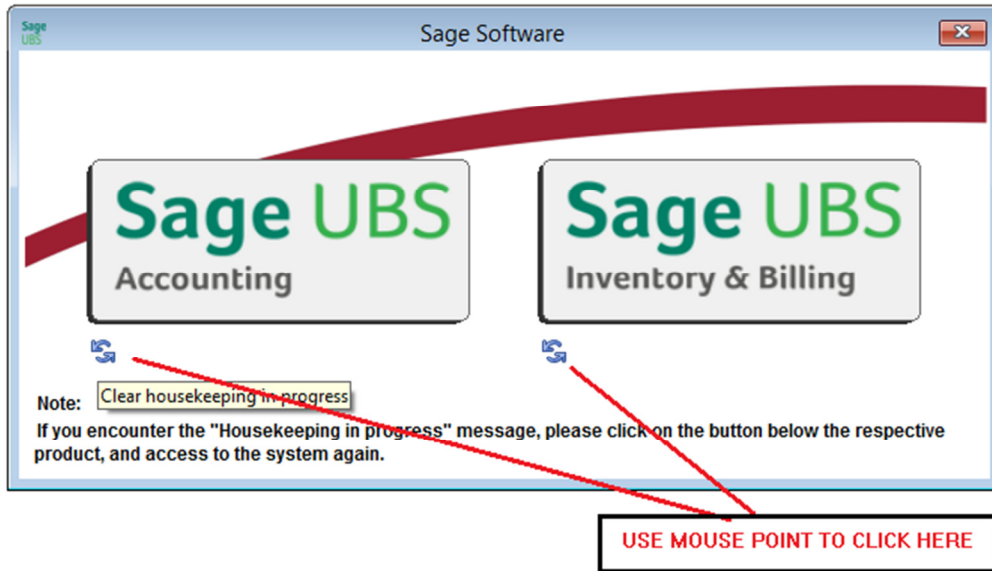 Sage
UBS
Sage Software
Sage UBS
Accounting
Sage UBS
Inventory & Billing
Clear housekeeping in progress
Note:
If you encounter the "Housekeeping in progress" message, please click on the button below the respective
product, and access to the system again.
USE MOUSE POINT TO CLICK HERE